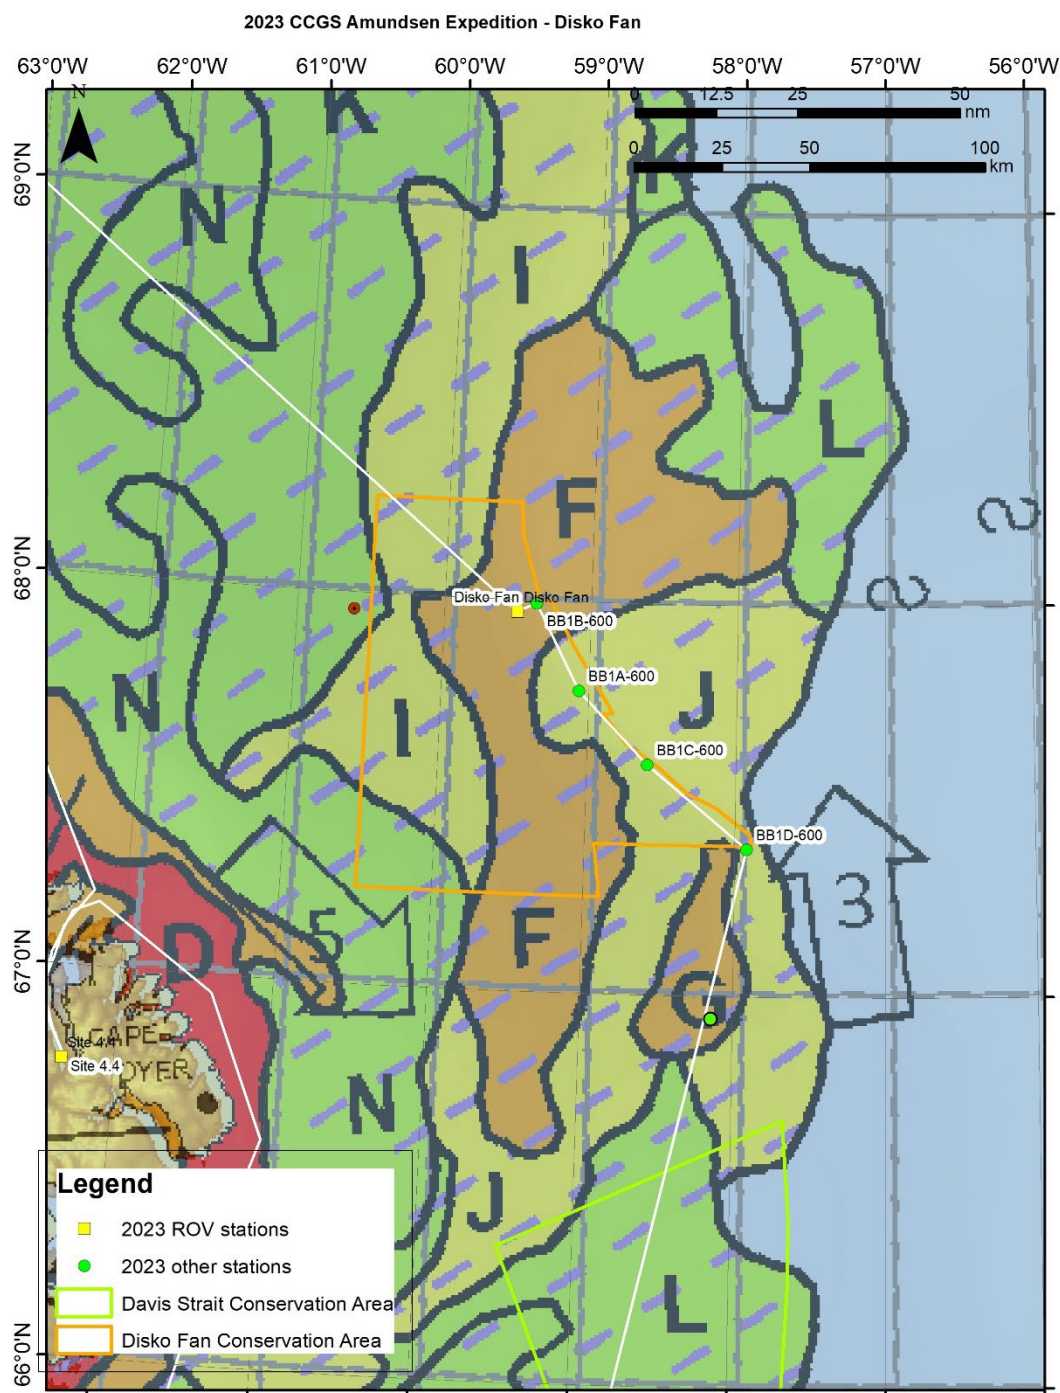 2023 CCGS Amundsen Expedition - Disko Fan
63°0'W 62°0'W 61°0'W 60°0'W 59°0'W 58°0'W 57°0'W 56°0'W
N
0 12.5 25 50
nm
0 25 50 100
km
K
69°0'N
N
I
L
F
2
68°0'N
2
Disko Fan Disko Fan
BB1B-600
BB1A-600
N
I
J
BB1C-600
BB1D-600
3
5
D
F
67°0'N
G
CAPE
DYER
Site 4.4
Site 4.4
N
J
L
66°0'N
Legend
2023 ROV stations
2023 other stations
Davis Strait Conservation Area
Disko Fan Conservation Area